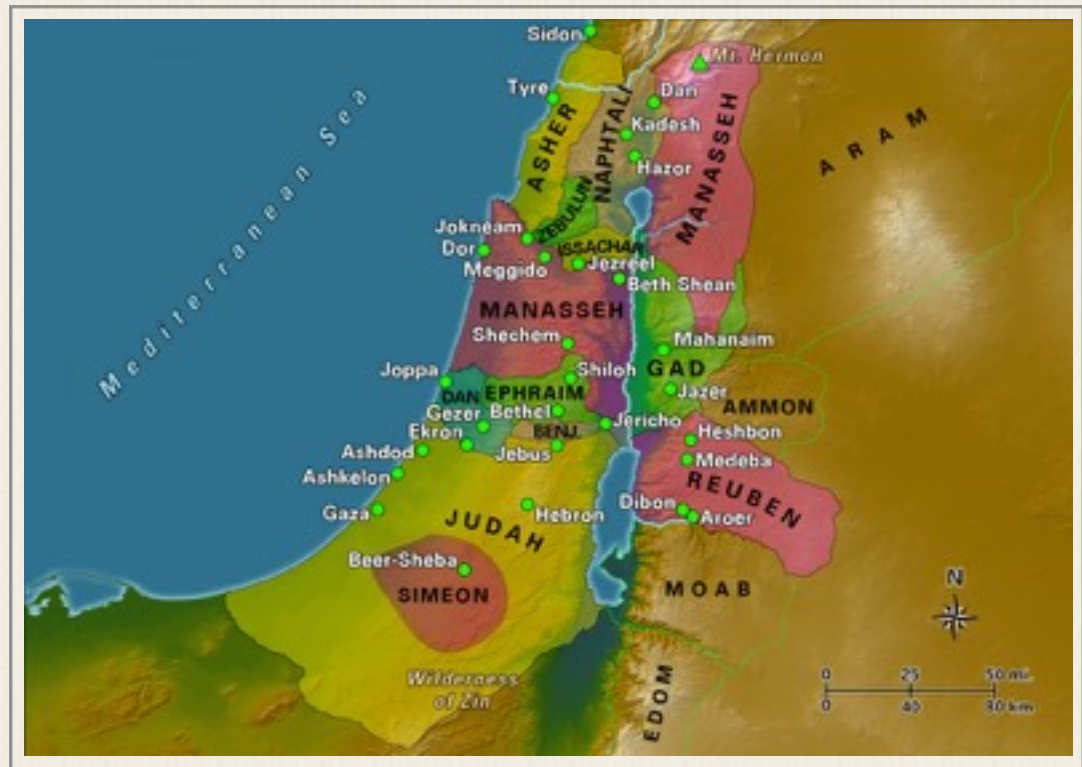 Sidon
Mt. Hermon
Tyre
Dan
ASHER
NAPHTALI
MANASSEH
ARAM
Kadesh
Hazor
Mediterranean Sea
ZEBULUN
Jokneam
Dor
ISSACHAR
Meggido
Jezreel
Beth Shean
MANASSEH
Shechem
Mahanaim
Joppa
Shiloh
GAD
DAN
EPHRAIM
Jazer
Gezer
Bethel
AMMON
Jericho
Ekron
BENJ.
Heshbon
Ashdod
Jebus
Medeba
Ashkelon
REUBEN
Gaza
Hebron
Dibon
Aroer
JUDAH
Beer-Sheba
SIMEON
MOAB
N
Wilderness
of Zin
EDOM
0 25 50 mi.
0 40 80 km